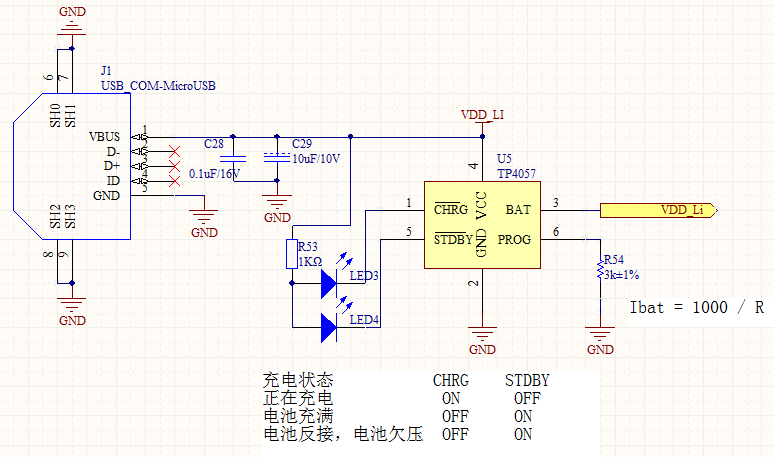 GND
6
7
J1
USB_COM-MicroUSB
SH0
SH1
VBUS
1
D-
2
D+
3
ID
4
GND
5
SH2
SH3
8
9
GND
GND
C28
0.1uF/16V
C29
10uF/10V
GND
VDD_LI
4
U5
TP4057
1
CHRG
VCC
BAT
3
VDD_Li
5
STDBY
GND
PROG
6
2
GND
R53
1KΩ
LED3
LED4
R54
3k±1%
GND
Ibat = 1000 / R
充电状态 CHRG STDBY
正在充电 ON OFF
电池充满 OFF ON
电池反接，电池欠压 OFF ON